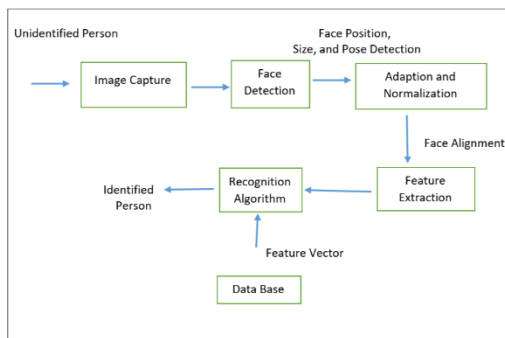 Unidentified Person
Face Position,
Size, and Pose Detection
Image Capture
Face
Detection
Adaption and
Normalization
Face Alignment
Identified
Person
Recognition
Algorithm
Feature
Extraction
Feature Vector
Data Base